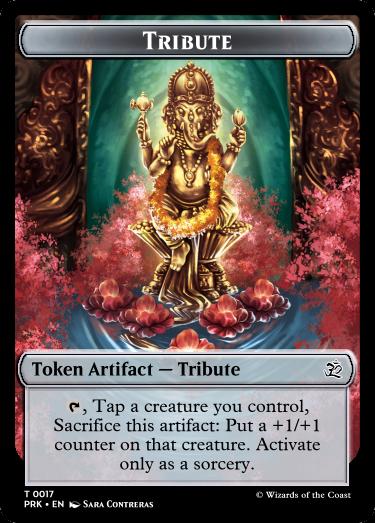 Tribute
Token Artifact — Tribute
, Tap a creature you control,
Sacrifice this artifact: Put a +1/+1
counter on that creature. Activate
only as a sorcery.
T 0017
PRK • EN Sara Contreras
© Wizards of the Coast